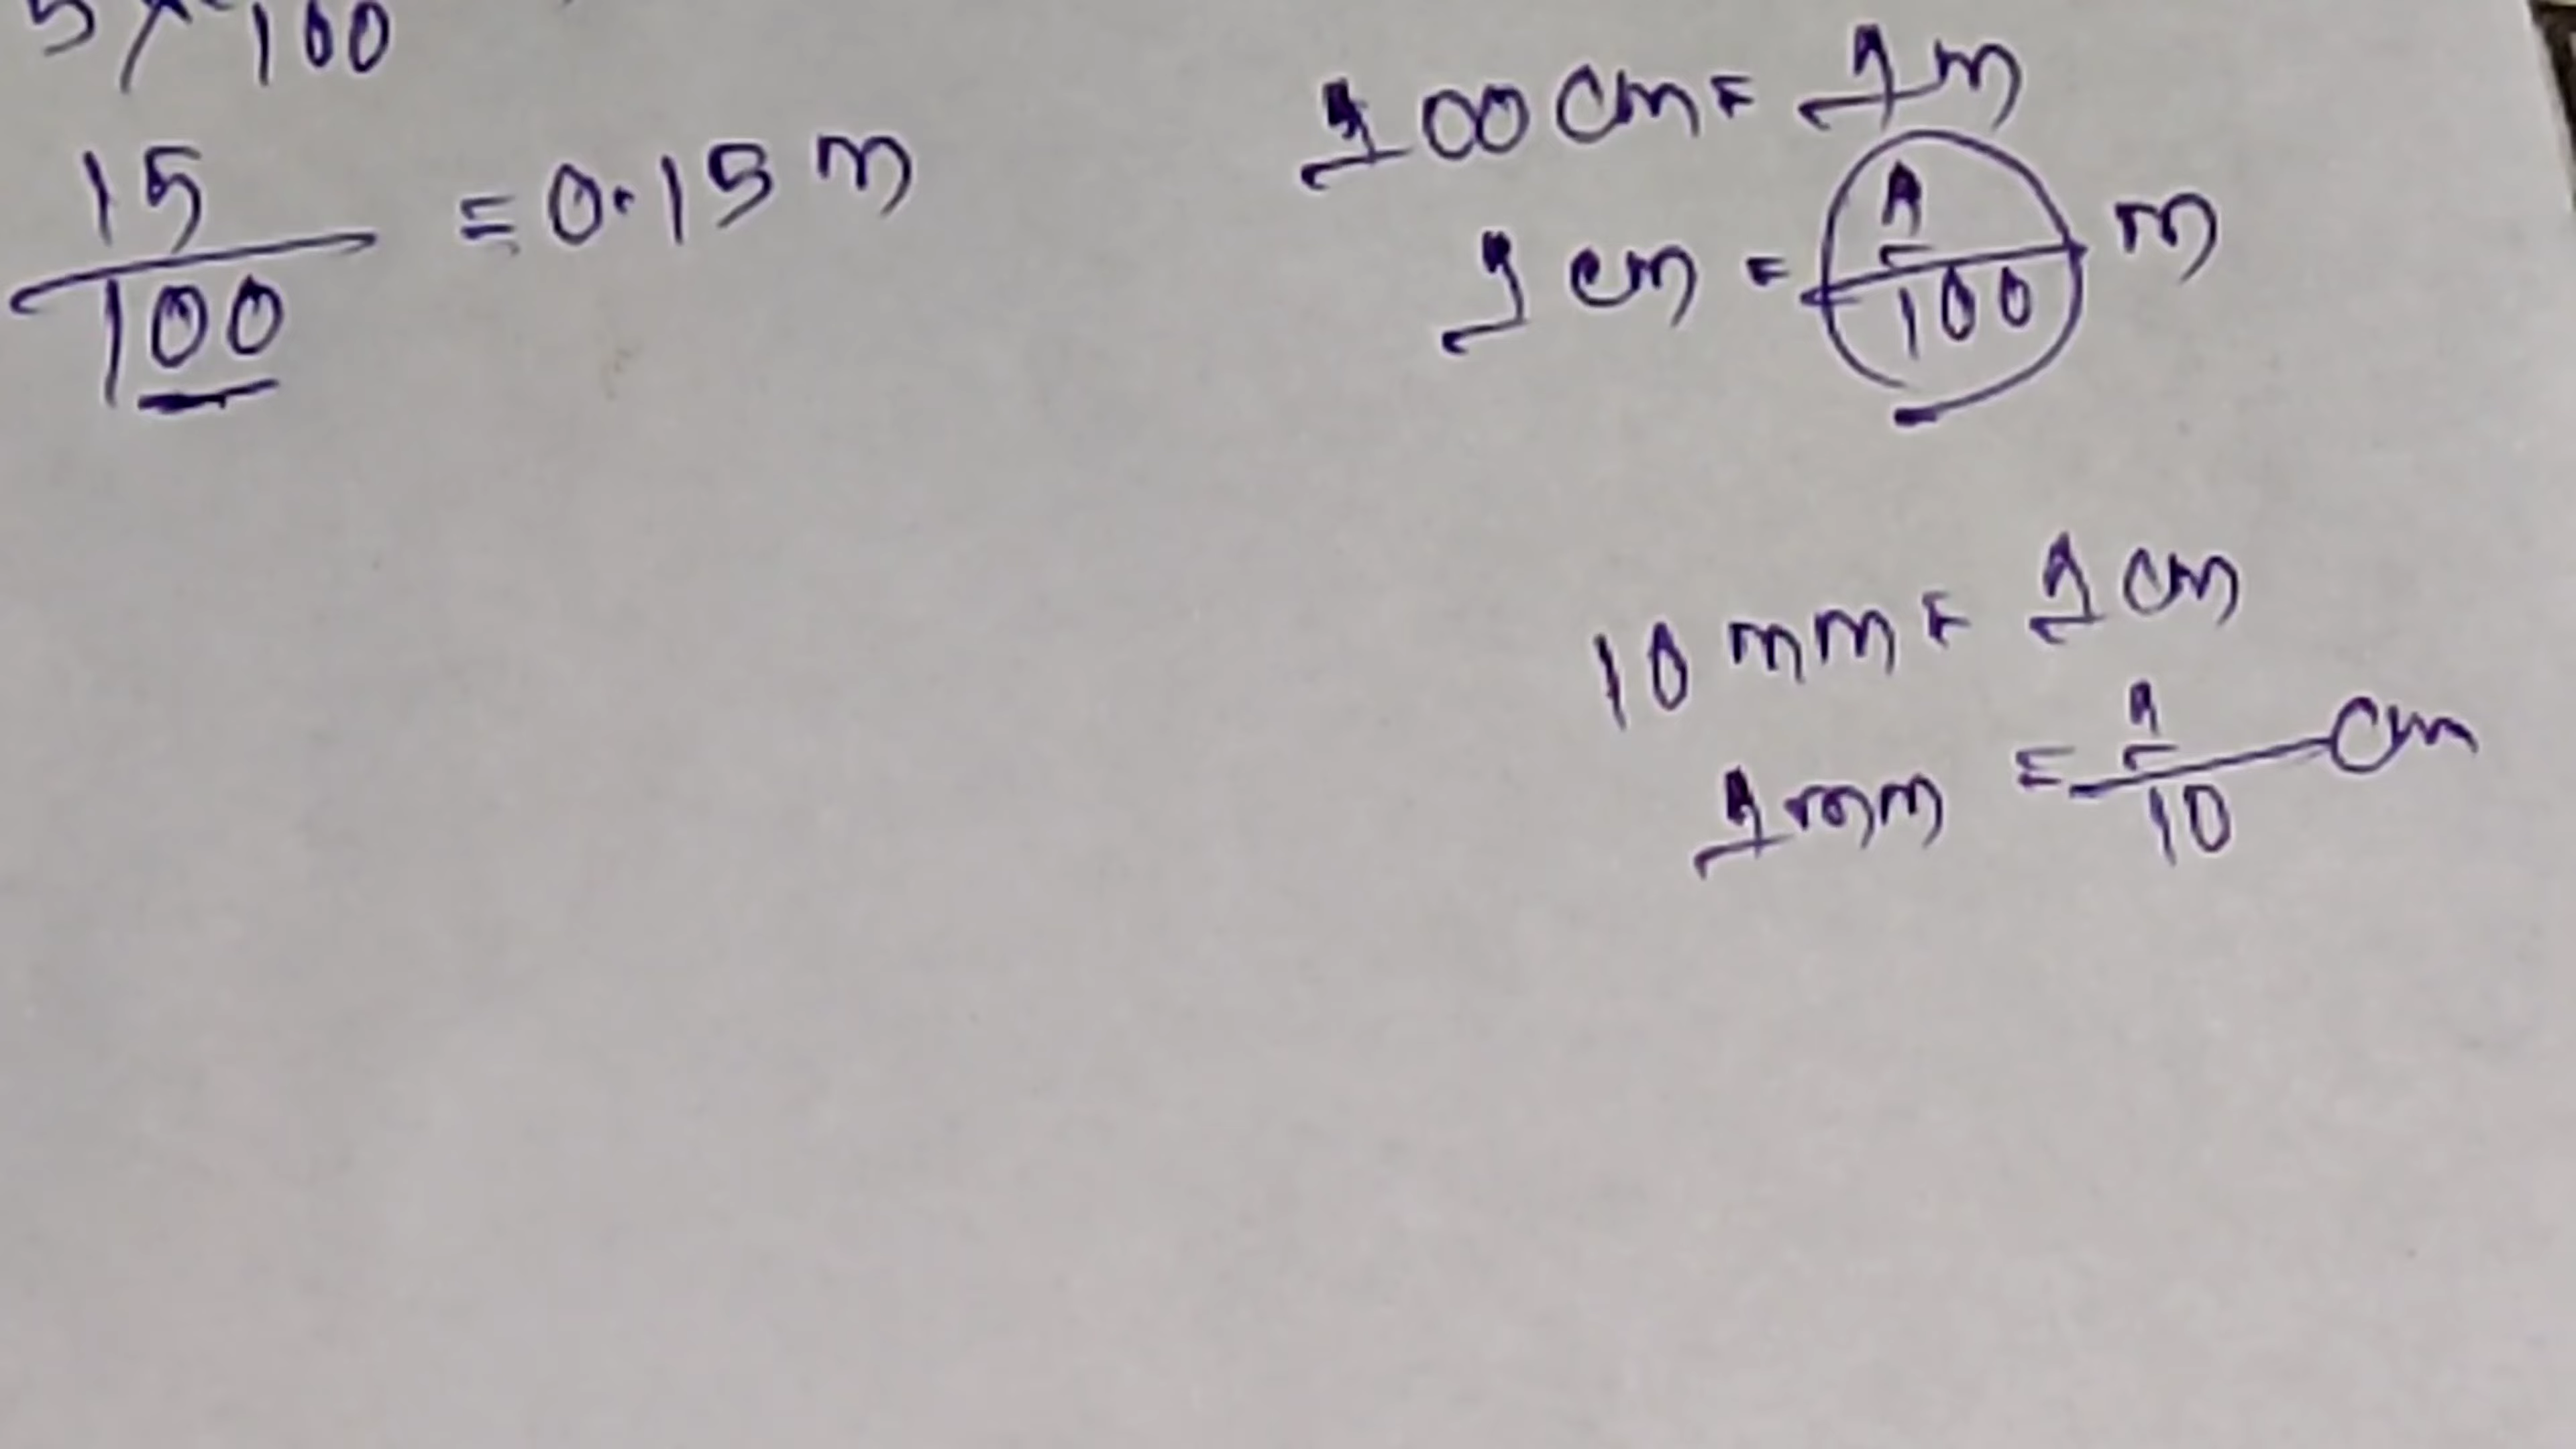 100
15/100 = 0.15 m
100 cm = 1 m
1 cm = 1/100 m
10 mm = 1 cm
1 mm = 1/10 cm